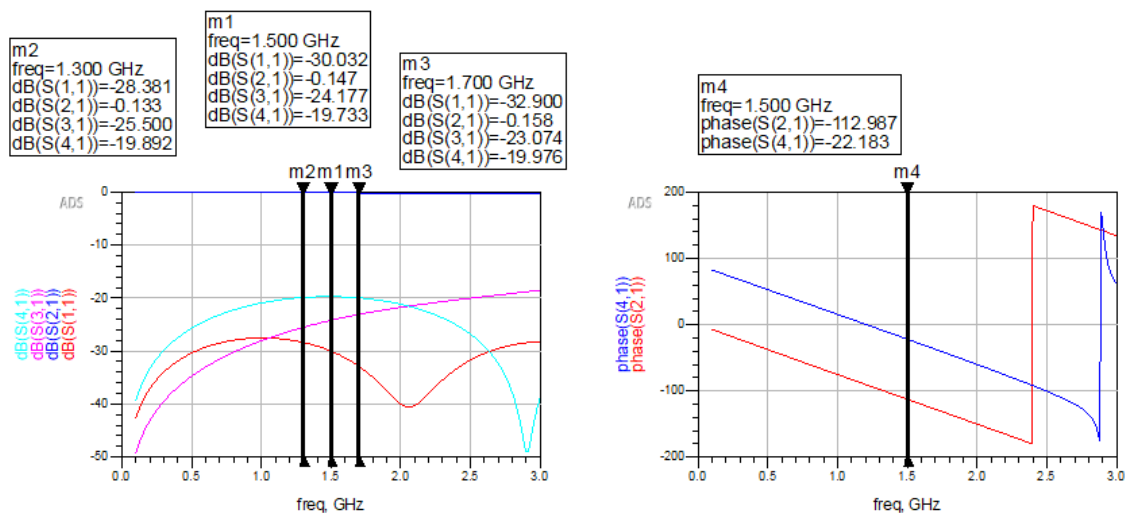 m2
freq=1.300 GHz
dB(S(1,1))=-28.381
dB(S(2,1))=-0.133
dB(S(3,1))=-25.500
dB(S(4,1))=-19.892
m1
freq=1.500 GHz
dB(S(1,1))=-30.032
dB(S(2,1))=-0.147
dB(S(3,1))=-24.177
dB(S(4,1))=-19.733
m3
freq=1.700 GHz
dB(S(1,1))=-32.900
dB(S(2,1))=-0.158
dB(S(3,1))=-23.074
dB(S(4,1))=-19.976
m2 m1 m3
ADS
0
-10
-20
-30
-40
-50
dB(S(4,1))
dB(S(3,1))
dB(S(2,1))
dB(S(1,1))
0.0 0.5 1.0 1.5 2.0 2.5 3.0
freq, GHz
m4
freq=1.500 GHz
phase(S(2,1))=-112.987
phase(S(4,1))=-22.183
m4
ADS
200
100
0
-100
-200
phase(S(4,1))
phase(S(2,1))
0.0 0.5 1.0 1.5 2.0 2.5 3.0
freq, GHz